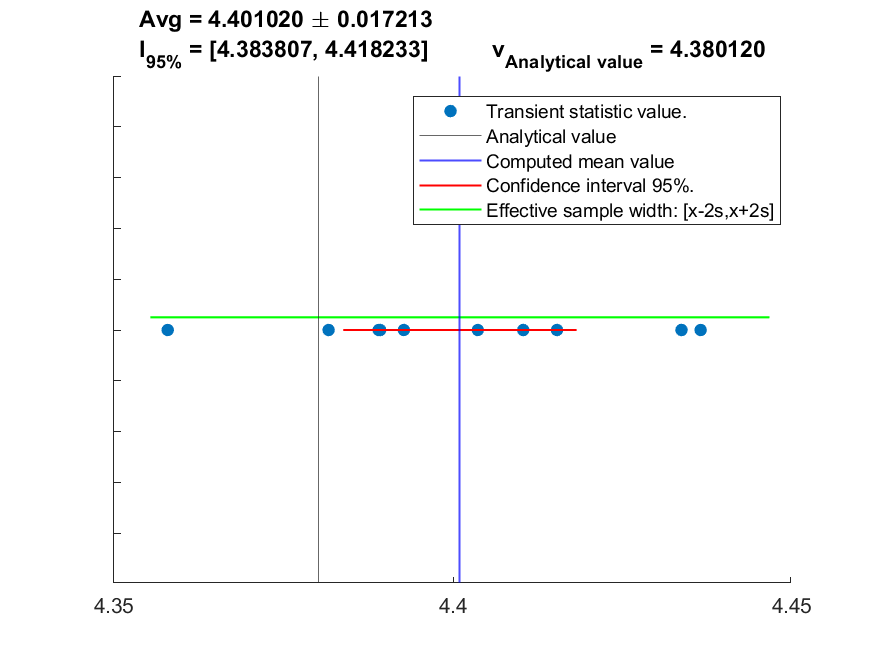 Avg = 4.401020 ± 0.017213
I95% = [4.383807, 4.418233] vAnalytical value = 4.380120
Transient statistic value.
Analytical value
Computed mean value
Confidence interval 95%.
Effective sample width: [x-2s,x+2s]
4.35 4.4 4.45